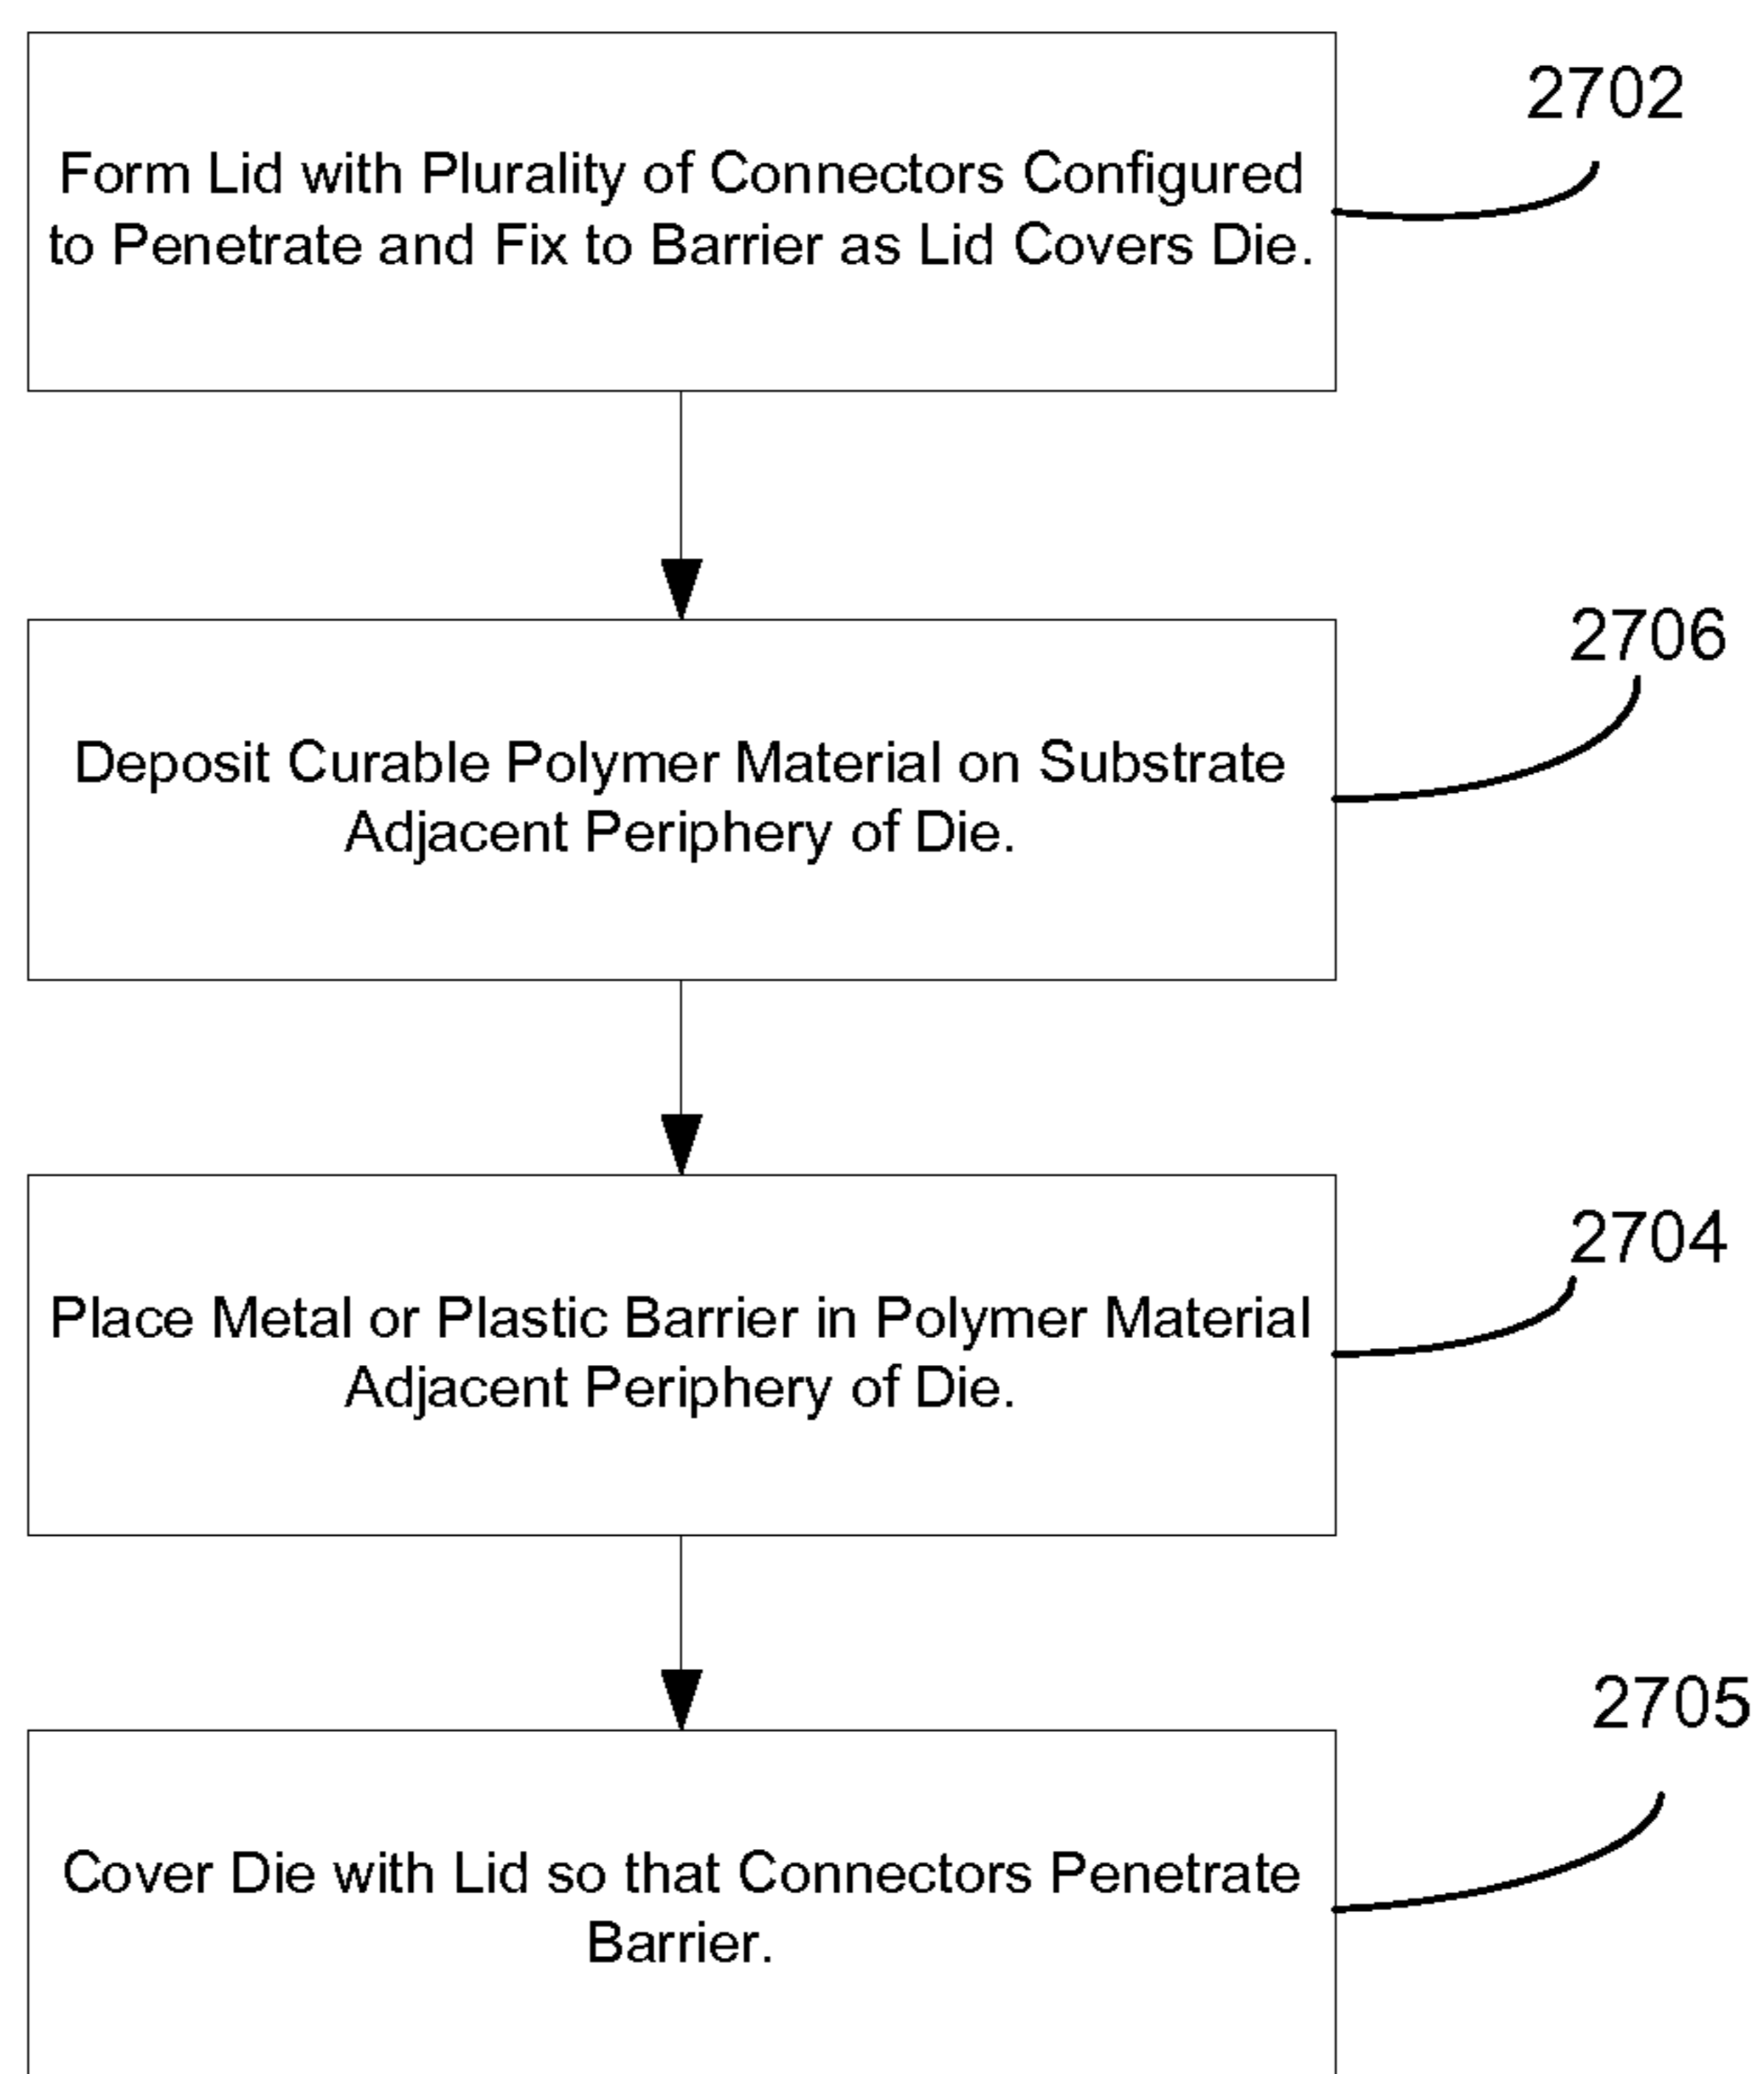 2702
Form Lid with Plurality of Connectors Configured
to Penetrate and Fix to Barrier as Lid Covers Die.
2706
Deposit Curable Polymer Material on Substrate
Adjacent Periphery of Die.
2704
Place Metal or Plastic Barrier in Polymer Material
Adjacent Periphery of Die.
2705
Cover Die with Lid so that Connectors Penetrate
Barrier.